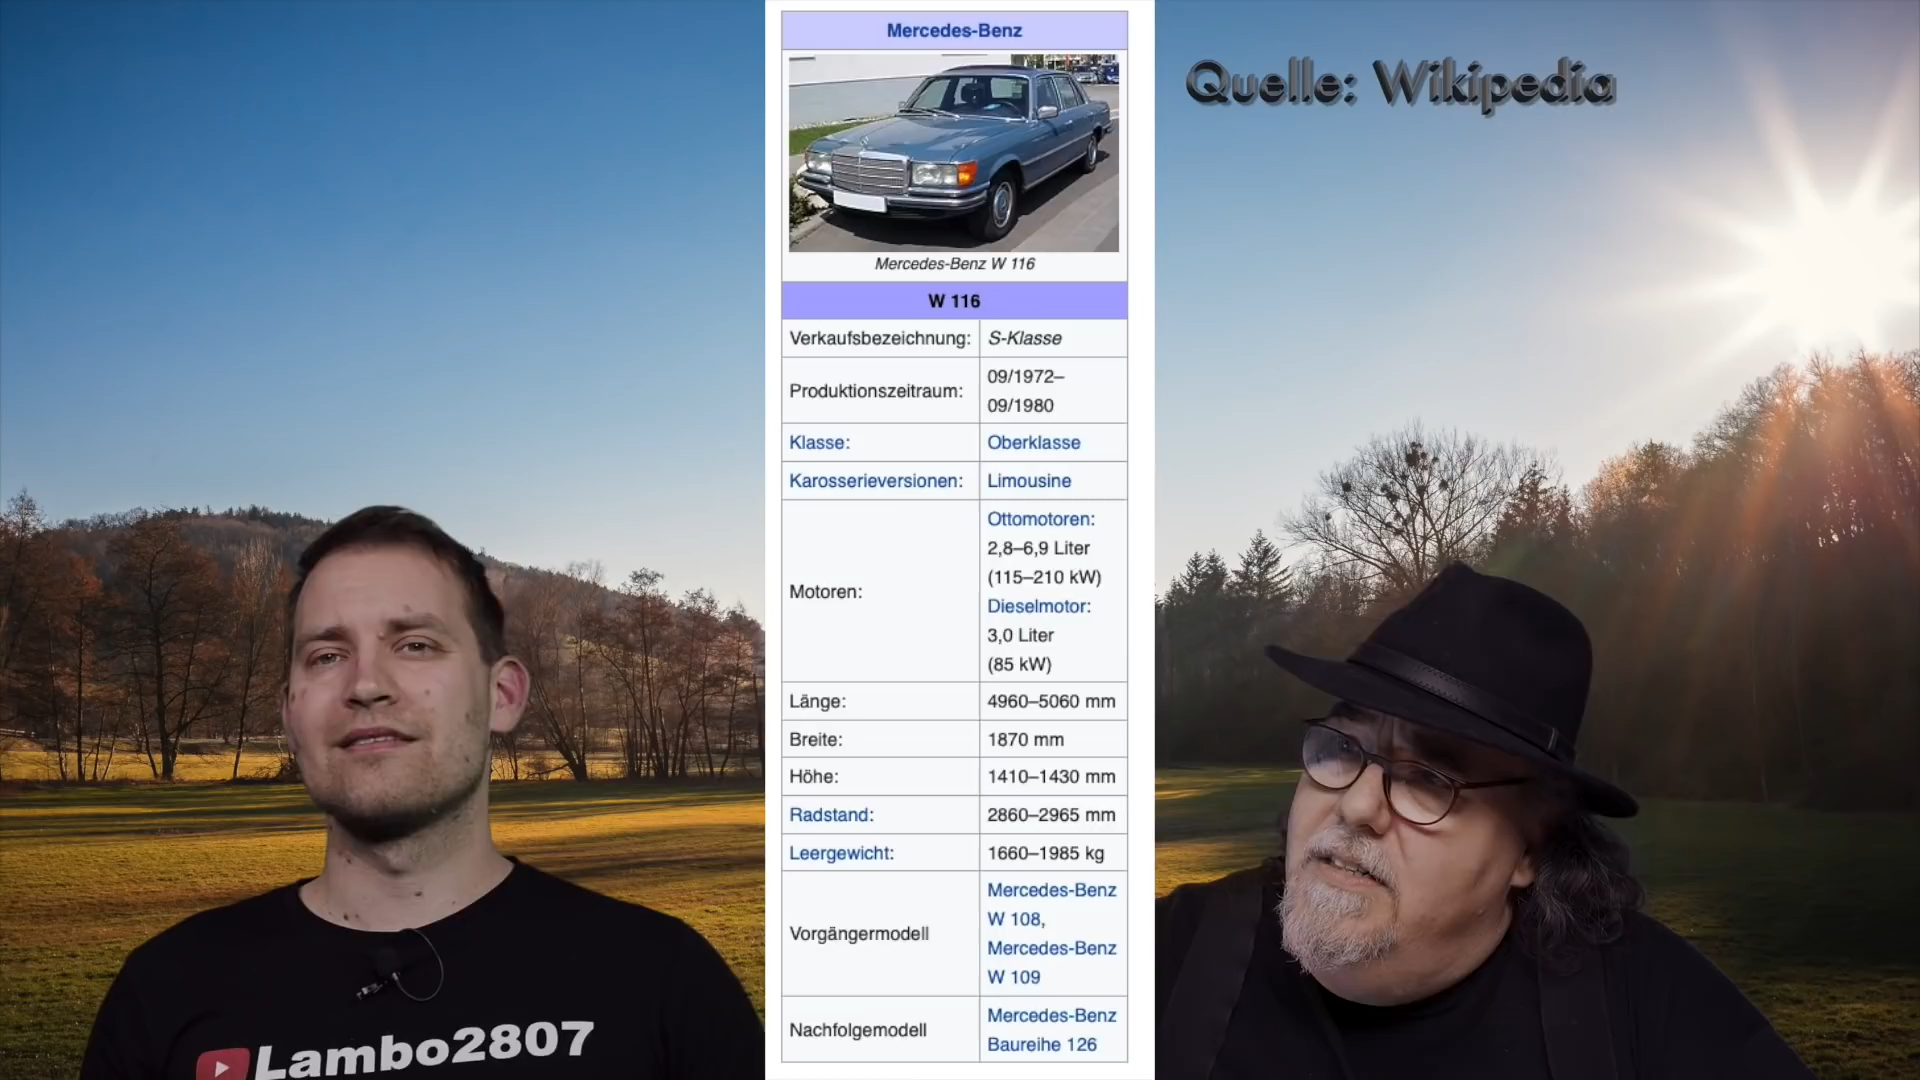 Mercedes-Benz
Mercedes-Benz W 116
W 116
Verkaufsbezeichnung: S-Klasse
Produktionszeitraum: 09/1972–
09/1980
Klasse: Oberklasse
Karosserieversionen: Limousine
Motoren: Ottomotoren:
2,8–6,9 Liter
(115–210 kW)
Dieselmotor:
3,0 Liter
(85 kW)
Länge: 4960–5060 mm
Breite: 1870 mm
Höhe: 1410–1430 mm
Radstand: 2860–2965 mm
Leergewicht: 1660–1985 kg
Vorgängermodell Mercedes-Benz
W 108,
Mercedes-Benz
W 109
Nachfolgemodell Mercedes-Benz
Baureihe 126
Quelle: Wikipedia
Lambo2807